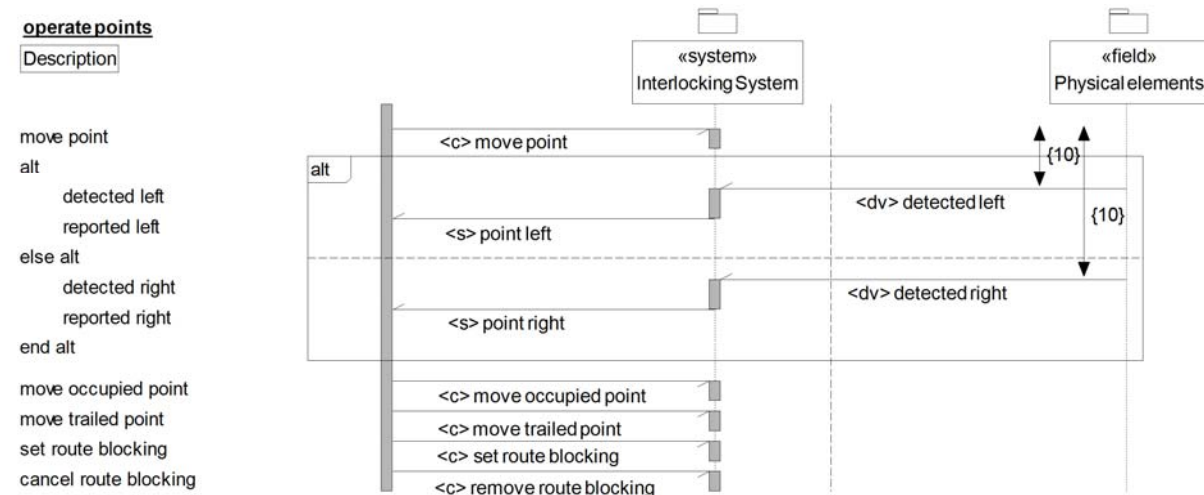 operate points
Description
«system»
Interlocking System
«field»
Physical elements
move point
<c> move point
{10}
alt
alt
detected left
<dv> detected left
{10}
reported left
<s> point left
else alt
detected right
<dv> detected right
reported right
<s> point right
end alt
move occupied point
<c> move occupied point
move trailed point
<c> move trailed point
set route blocking
<c> set route blocking
cancel route blocking
<c> remove route blocking